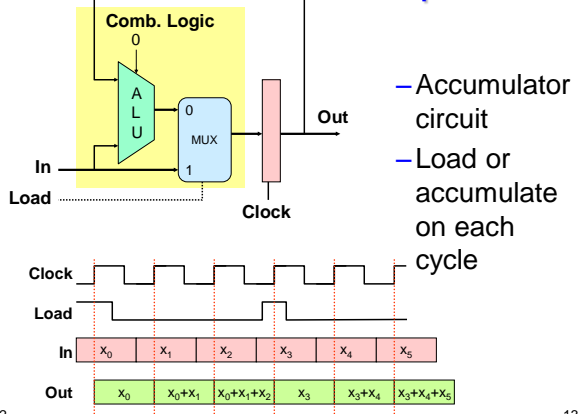 Comb. Logic
0
A
L
U
0
MUX
1
In
Load
Out
Clock
– Accumulator
circuit
– Load or
accumulate
on each
cycle
Clock
Load
In x₀ x₁ x₂ x₃ x₄ x₅
Out x₀ x₀+x₁ x₀+x₁+x₂ x₃ x₃+x₄ x₃+x₄+x₅